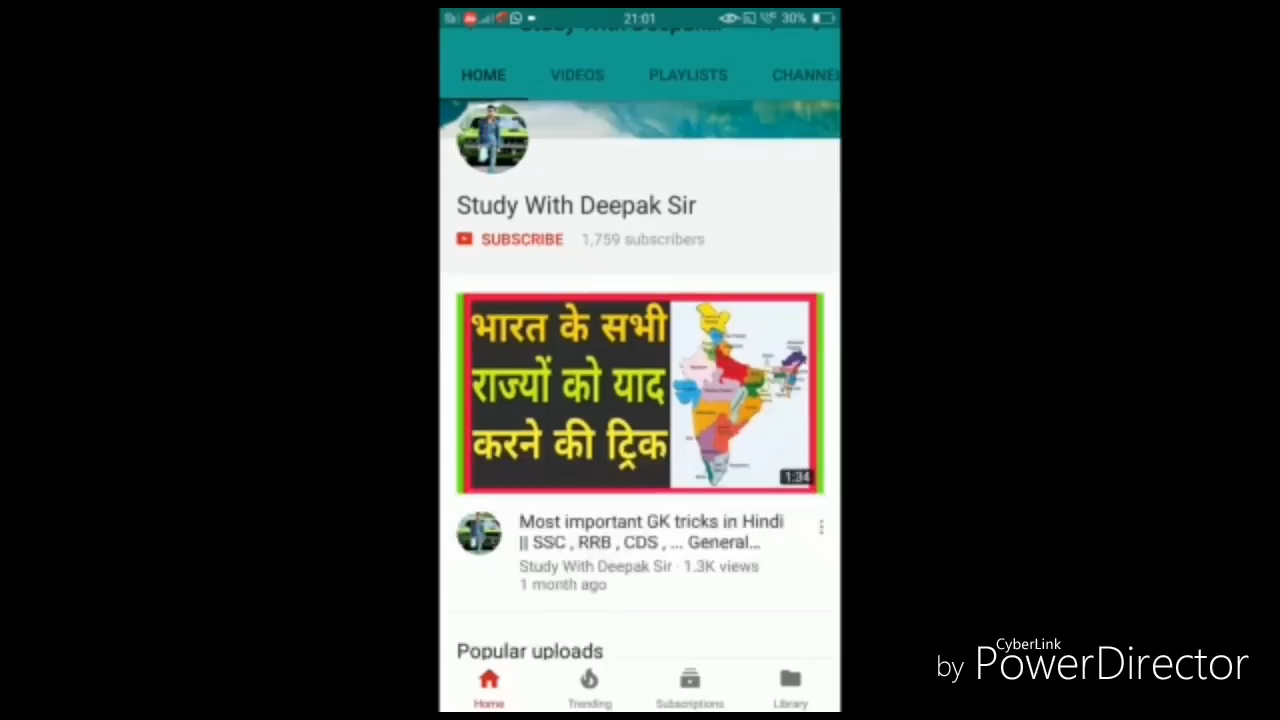 21:01
30%
HOME VIDEOS PLAYLISTS CHANNEL
Study With Deepak Sir
SUBSCRIBE 1,759 subscribers
भारत के सभी
राज्यों को याद
करने की ट्रिक
1:34
Most important GK tricks in Hindi
|| SSC , RRB , CDS , ... General...
Study With Deepak Sir · 1.3K views
1 month ago
Popular uploads
Home Trending Subscriptions Library
CyberLink
by PowerDirector